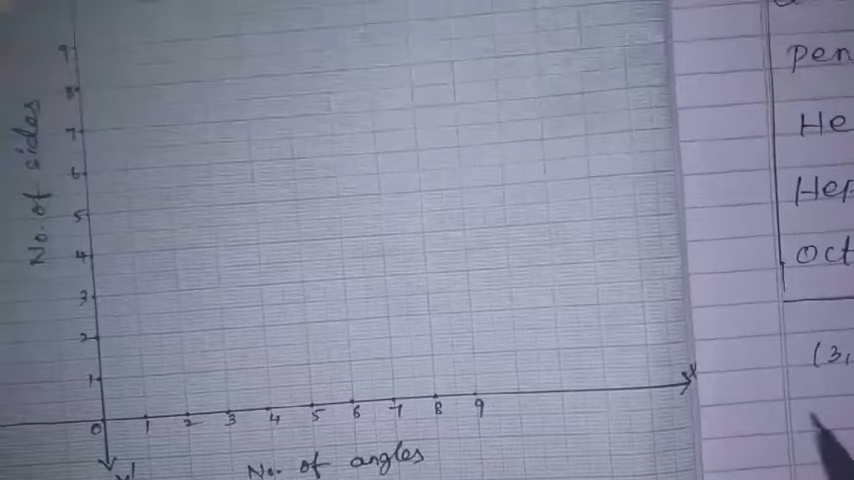 No. of sides
9
8
7
6
5
4
3
2
1
0 1 2 3 4 5 6 7 8 9
x
y'
No. of angles
pen
He
Hep
oct
(3,